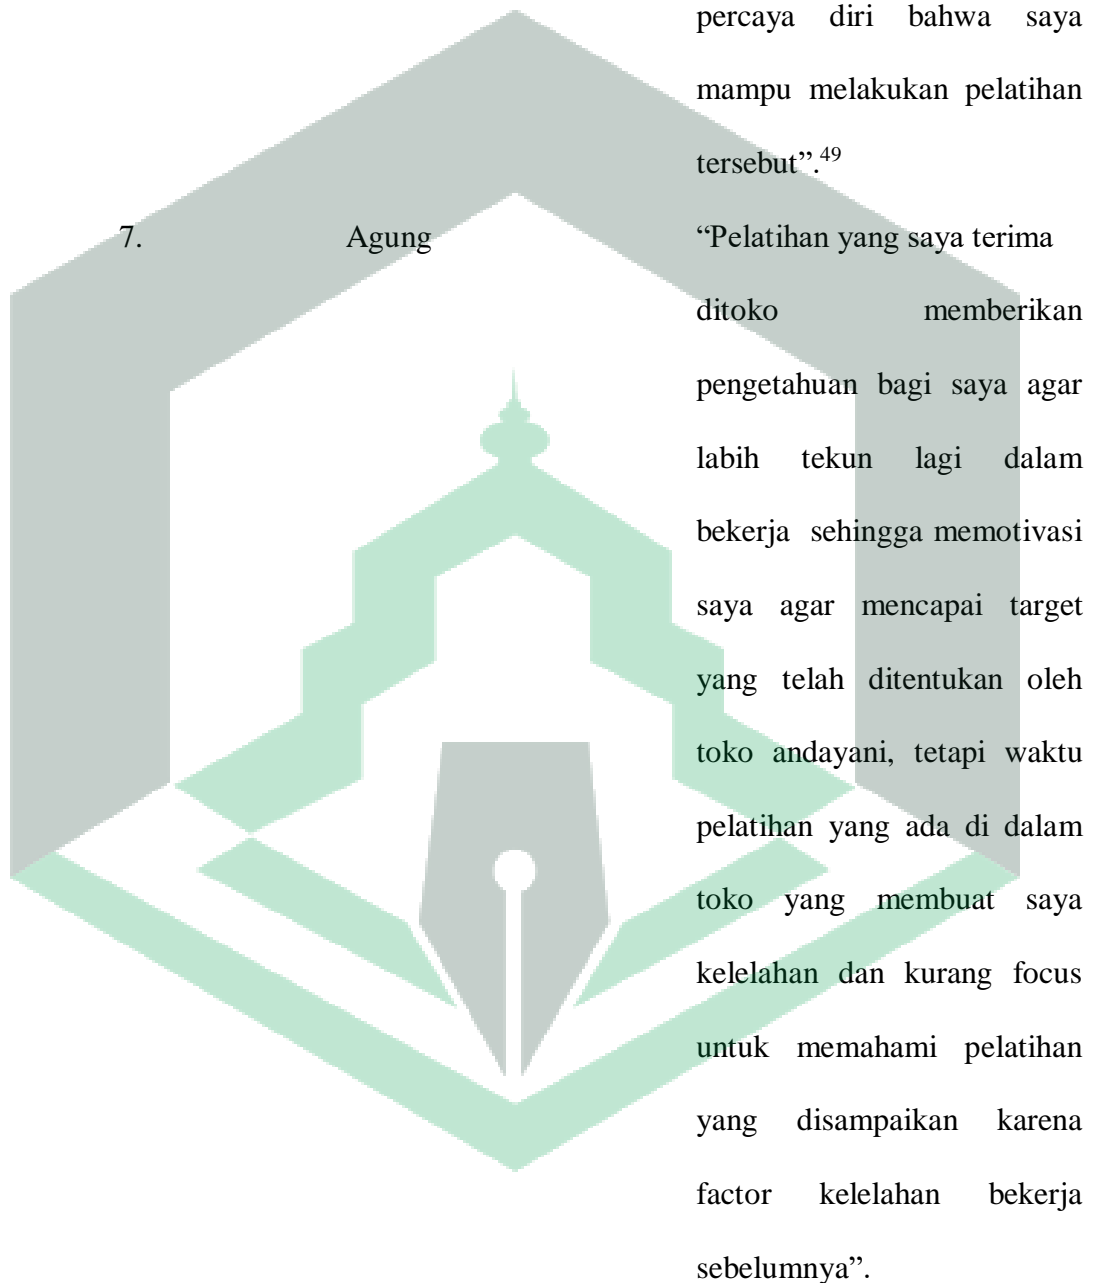 percaya diri bahwa saya
mampu melakukan pelatihan
tersebut”.49
7. Agung “Pelatihan yang saya terima
ditoko memberikan
pengetahuan bagi saya agar
labih tekun lagi dalam
bekerja sehingga memotivasi
saya agar mencapai target
yang telah ditentukan oleh
toko andayani, tetapi waktu
pelatihan yang ada di dalam
toko yang membuat saya
kelelahan dan kurang focus
untuk memahami pelatihan
yang disampaikan karena
factor kelelahan bekerja
sebelumnya”.